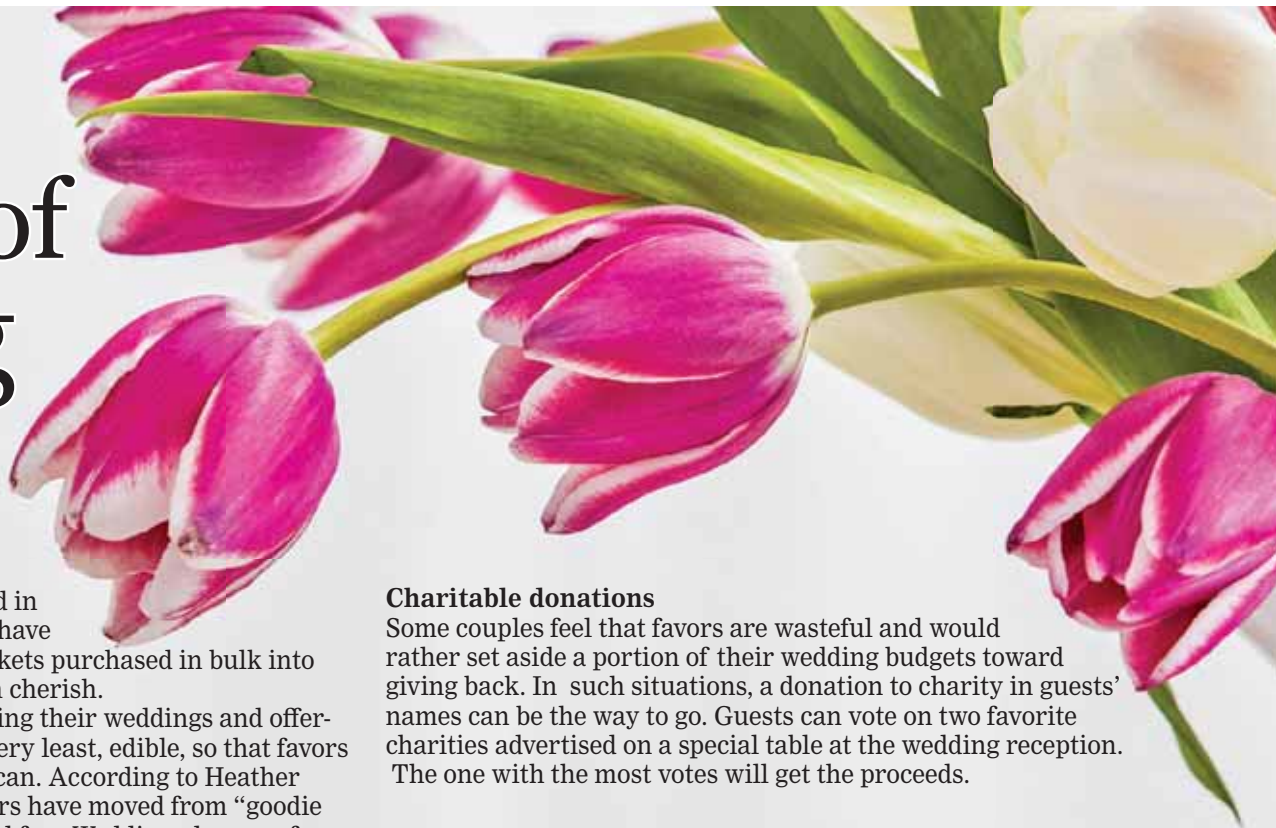 of
g
d in
have
kets purchased in bulk into
cherish.
ing their weddings and offer-
ery least, edible, so that favors
can. According to Heather
rs have moved from “goodie
Charitable donations
Some couples feel that favors are wasteful and would
rather set aside a portion of their wedding budgets toward
giving back. In such situations, a donation to charity in guests’
names can be the way to go. Guests can vote on two favorite
charities advertised on a special table at the wedding reception.
The one with the most votes will get the proceeds.